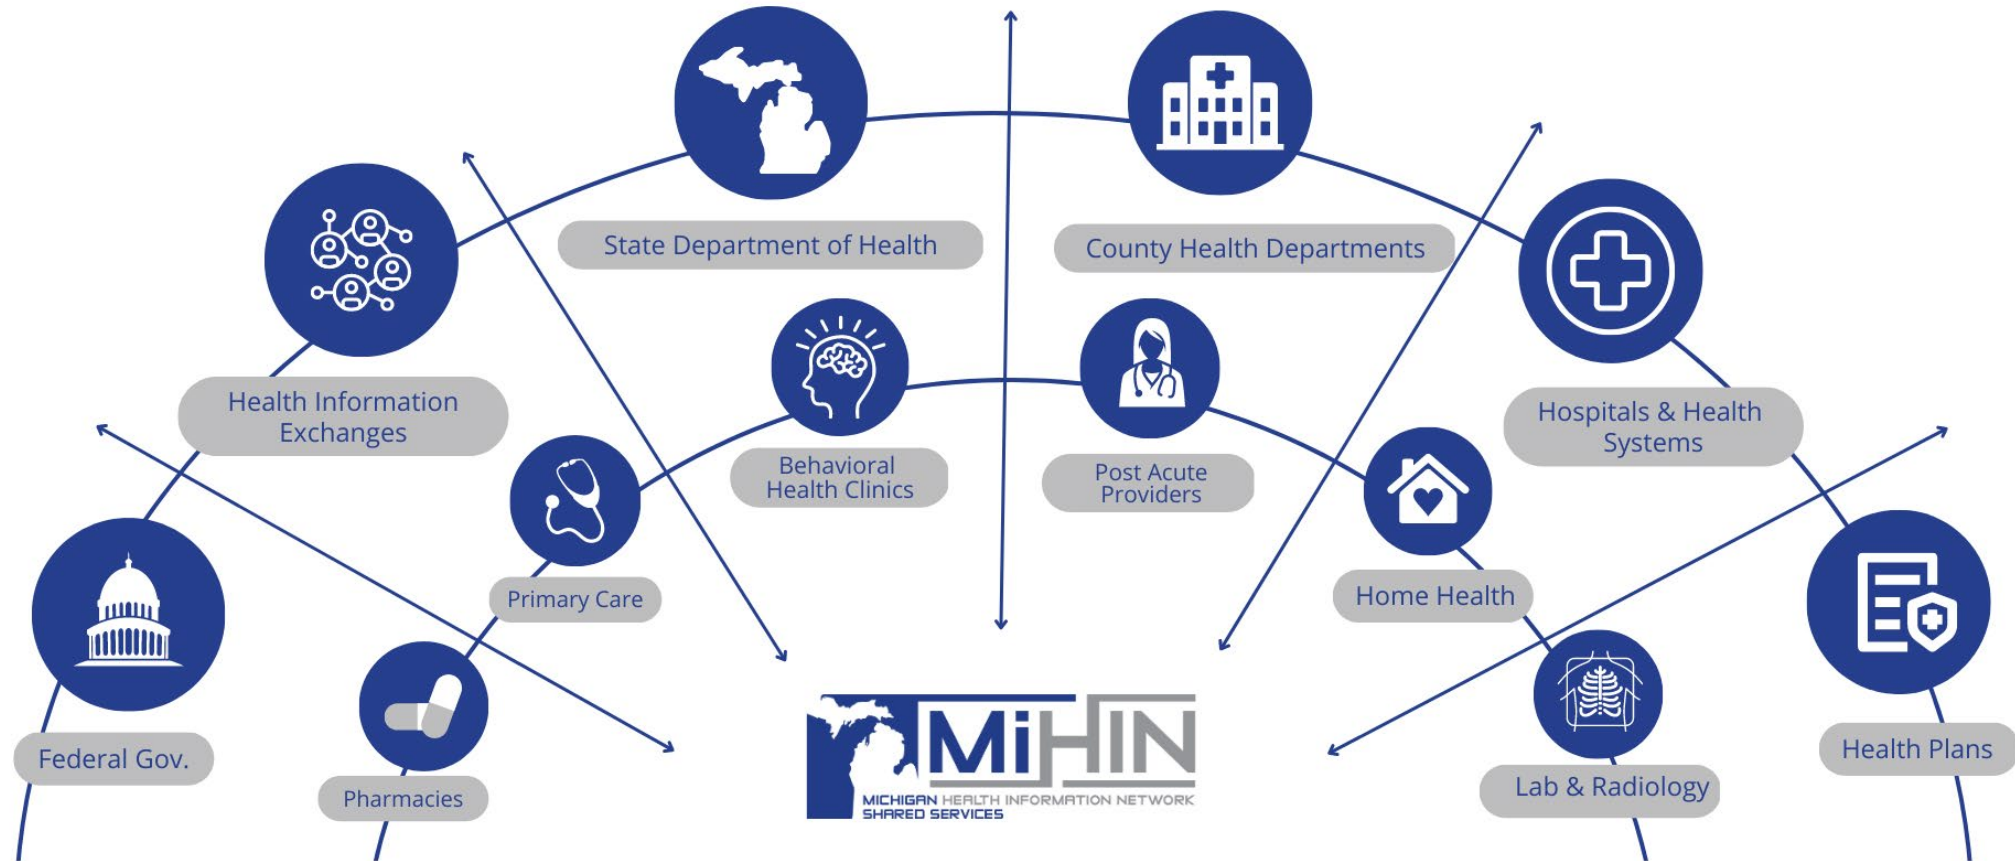 State Department of Health
County Health Departments
Health Information
Exchanges
Hospitals & Health
Systems
Behavioral
Health Clinics
Post Acute
Providers
Primary Care
Home Health
Federal Gov.
Pharmacies
Lab & Radiology
Health Plans
MiHIN
MICHIGAN HEALTH INFORMATION NETWORK
SHARED SERVICES